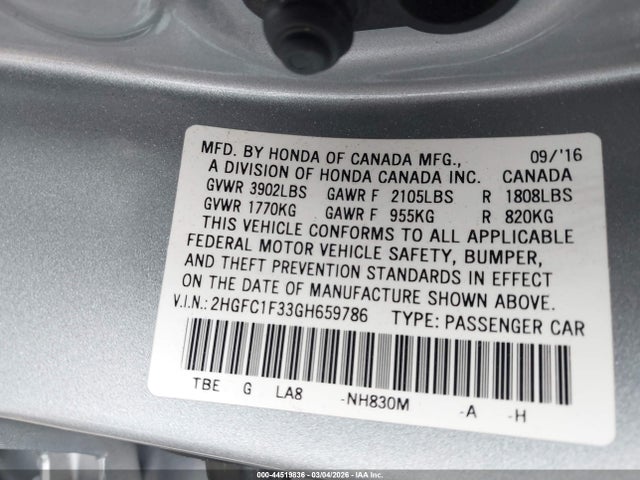 MFD. BY HONDA OF CANADA MFG., 09/'16
A DIVISION OF HONDA CANADA INC. CANADA
GVWR 3902LBS GAWR F 2105LBS R 1808LBS
GVWR 1770KG GAWR F 955KG R 820KG
THIS VEHICLE CONFORMS TO ALL APPLICABLE
FEDERAL MOTOR VEHICLE SAFETY, BUMPER,
AND THEFT PREVENTION STANDARDS IN EFFECT
ON THE DATE OF MANUFACTURE SHOWN ABOVE.
V.I.N.: 2HGFC1F33GH659786 TYPE: PASSENGER CAR
TBE G LA8 -NH830M -A -H
000-44519836 - 03/04/2026 - IAA Inc.